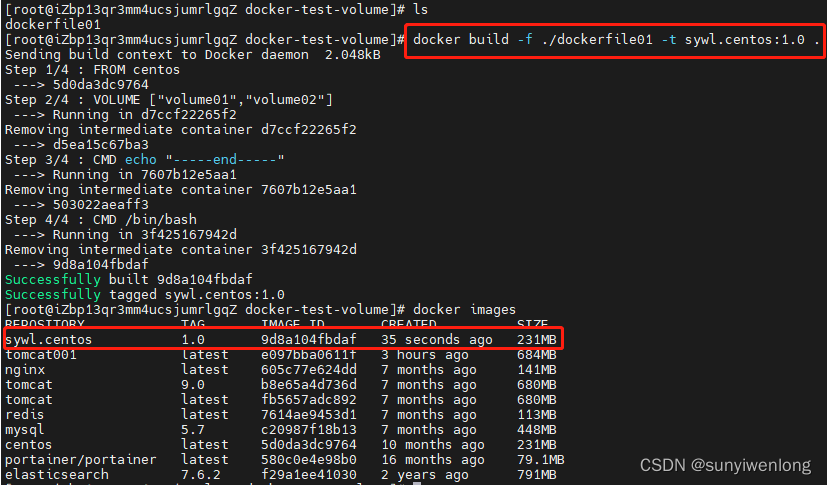 [root@iZbp13qr3mm4ucsjumrlgqZ docker-test-volume]# ls
dockerfile01
[root@iZbp13qr3mm4ucsjumrlgqZ docker-test-volume]# docker build -f ./dockerfile01 -t sywl.centos:1.0 .
Sending build context to Docker daemon  2.048kB
Step 1/4 : FROM centos
 ---> 5d0da3dc9764
Step 2/4 : VOLUME ["volume01","volume02"]
 ---> Running in d7ccf22265f2
Removing intermediate container d7ccf22265f2
 ---> d5ea15c67ba3
Step 3/4 : CMD echo "-----end-----"
 ---> Running in 7607b12e5aa1
Removing intermediate container 7607b12e5aa1
 ---> 503022aeaff3
Step 4/4 : CMD /bin/bash
 ---> Running in 3f425167942d
Removing intermediate container 3f425167942d
 ---> 9d8a104fbdaf
Successfully built 9d8a104fbdaf
Successfully tagged sywl.centos:1.0
[root@iZbp13qr3mm4ucsjumrlgqZ docker-test-volume]# docker images
REPOSITORY            TAG       IMAGE ID       CREATED          SIZE
sywl.centos           1.0       9d8a104fbdaf   35 seconds ago   231MB
tomcat001             latest    e097bba0611f   3 hours ago      684MB
nginx                 latest    605c77e624dd   7 months ago     141MB
tomcat                9.0       b8e65a4d736d   7 months ago     680MB
tomcat                latest    fb5657adc892   7 months ago     680MB
redis                 latest    7614ae9453d1   7 months ago     113MB
mysql                 5.7       c20987f18b13   7 months ago     448MB
centos                latest    5d0da3dc9764   10 months ago    231MB
portainer/portainer   latest    580c0e4e98b0   16 months ago    79.1MB
elasticsearch         7.6.2     f29a1ee41030   2 years ago      791MB
CSDN @sunyiwenlong